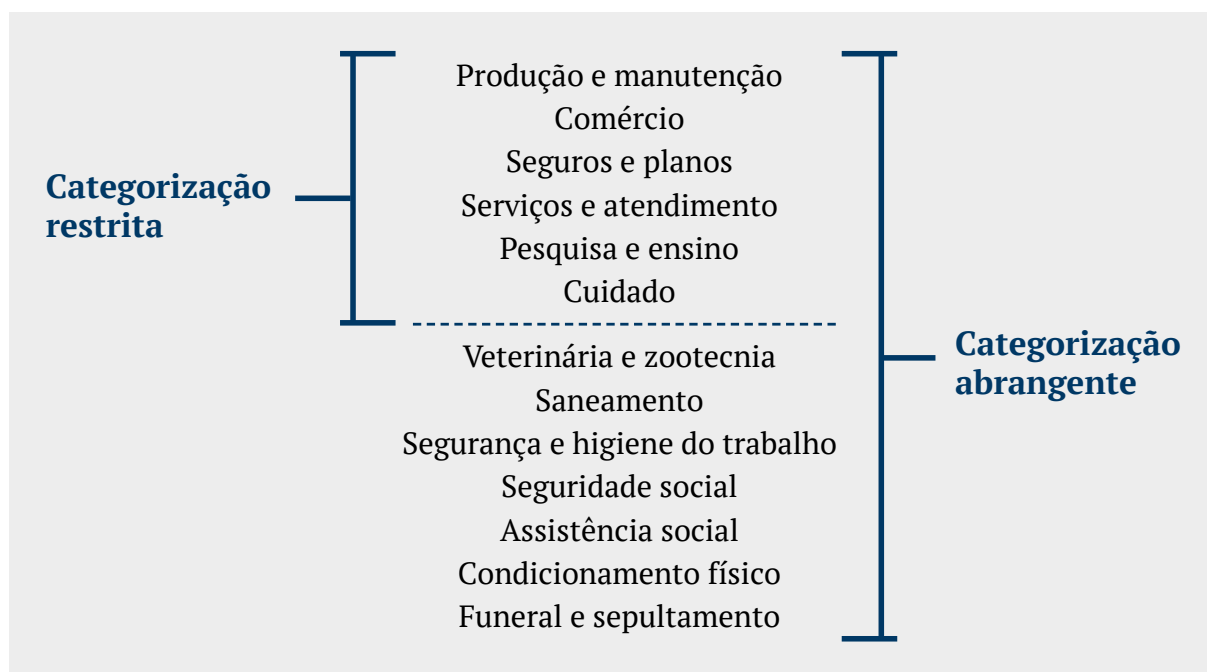 Categorização
restrita
Produção e manutenção
Comércio
Seguros e planos
Serviços e atendimento
Pesquisa e ensino
Cuidado
Veterinária e zootecnia
Saneamento
Segurança e higiene do trabalho
Seguridade social
Assistência social
Condicionamento físico
Funeral e sepultamento
Categorização
abrangente